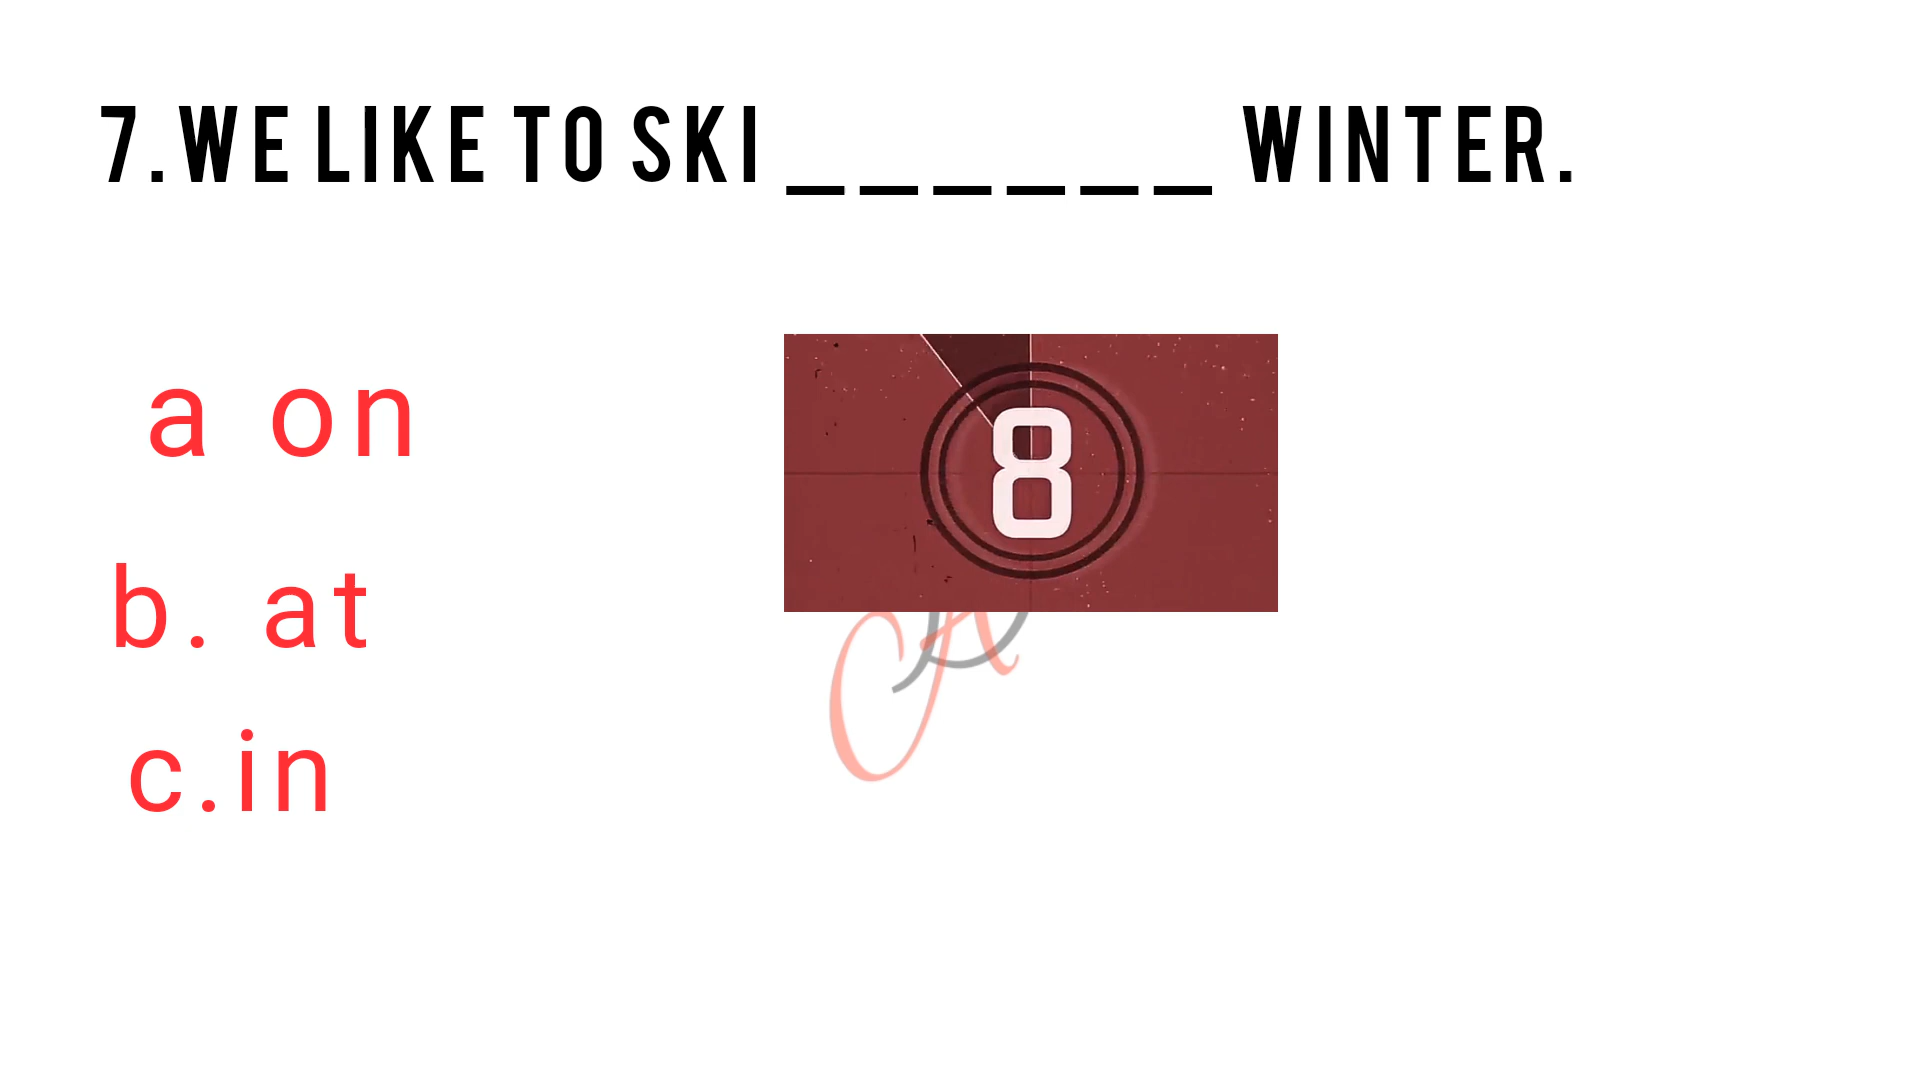 7.WE LIKE TO SKI ______ WINTER.
a on
8
b. at
c.in